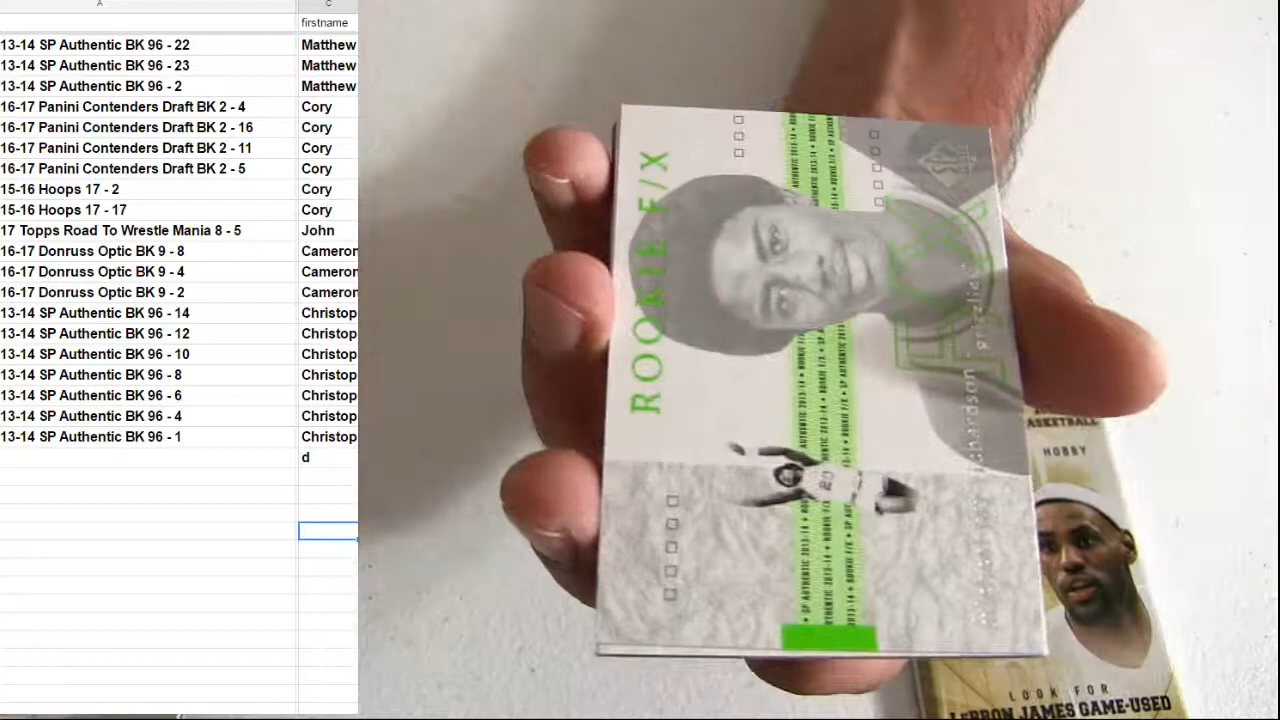 A
C
firstname
13-14 SP Authentic BK 96 - 22 Matthew
13-14 SP Authentic BK 96 - 23 Matthew
13-14 SP Authentic BK 96 - 2 Matthew
16-17 Panini Contenders Draft BK 2 - 4 Cory
16-17 Panini Contenders Draft BK 2 - 16 Cory
16-17 Panini Contenders Draft BK 2 - 11 Cory
16-17 Panini Contenders Draft BK 2 - 5 Cory
15-16 Hoops 17 - 2 Cory
15-16 Hoops 17 - 17 Cory
17 Topps Road To Wrestle Mania 8 - 5 John
16-17 Donruss Optic BK 9 - 8 Cameron
16-17 Donruss Optic BK 9 - 4 Cameron
16-17 Donruss Optic BK 9 - 2 Cameron
13-14 SP Authentic BK 96 - 14 Christop
13-14 SP Authentic BK 96 - 12 Christop
13-14 SP Authentic BK 96 - 10 Christop
13-14 SP Authentic BK 96 - 8 Christop
13-14 SP Authentic BK 96 - 6 Christop
13-14 SP Authentic BK 96 - 4 Christop
13-14 SP Authentic BK 96 - 1 Christop
d
ROOKIE F/X
SP
F/X
BASKETBALL
HOBBY
LOOK FOR
LEBRON JAMES GAME-USED